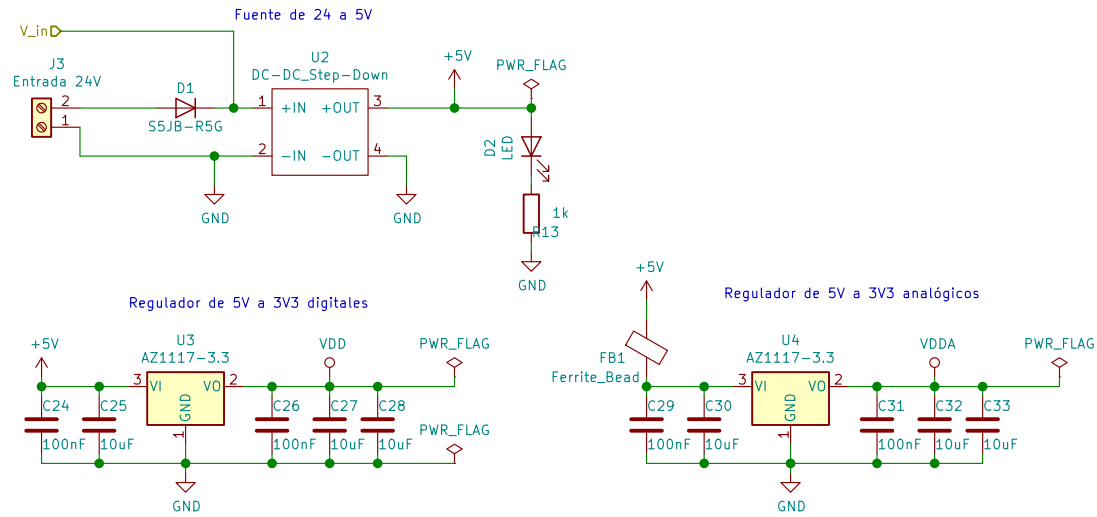 Fuente de 24 a 5V
V_in
J3
Entrada 24V
2
1
D1
S5JB-R5G
U2
DC-DC_Step-Down
1
+IN
+OUT
3
2
-IN
-OUT
4
+5V
PWR_FLAG
D2
LED
1k
R13
GND
GND
GND
Regulador de 5V a 3V3 digitales
+5V
U3
AZ1117-3.3
3
VI
VO
2
GND
1
VDD
PWR_FLAG
C24
100nF
C25
10uF
C26
100nF
C27
10uF
C28
10uF
PWR_FLAG
GND
Regulador de 5V a 3V3 analógicos
+5V
FB1
Ferrite_Bead
U4
AZ1117-3.3
3
VI
VO
2
GND
1
VDDA
PWR_FLAG
C29
100nF
C30
10uF
C31
100nF
C32
10uF
C33
10uF
GND